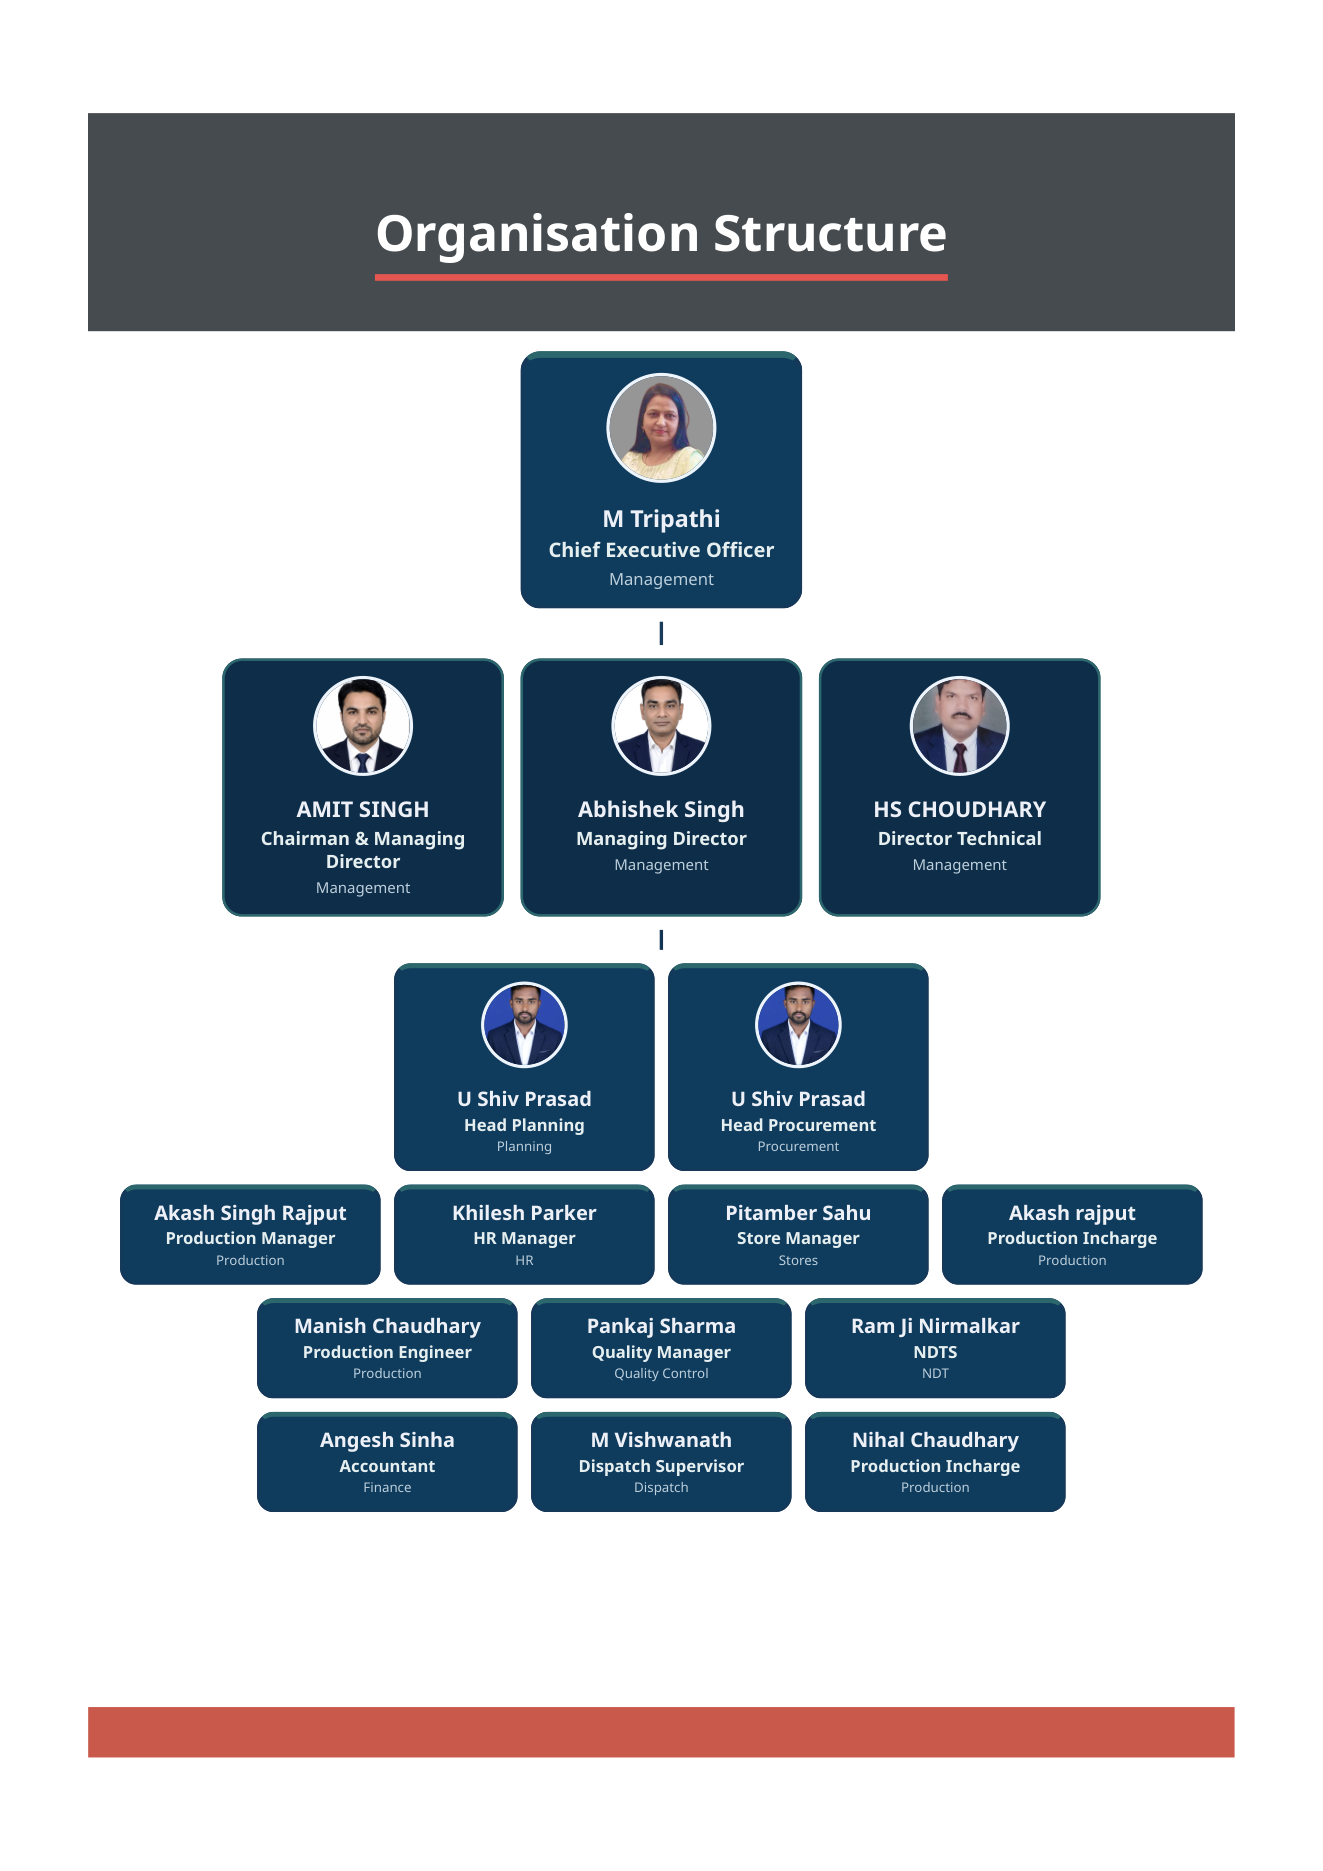 Organisation Structure
M Tripathi
Chief Executive Officer
Management
AMIT SINGH
Chairman & Managing
Director
Management
Abhishek Singh
Managing Director
Management
HS CHOUDHARY
Director Technical
Management
U Shiv Prasad
Head Planning
Planning
U Shiv Prasad
Head Procurement
Procurement
Akash Singh Rajput
Production Manager
Production
Khilesh Parker
HR Manager
HR
Pitamber Sahu
Store Manager
Stores
Akash rajput
Production Incharge
Production
Manish Chaudhary
Production Engineer
Production
Pankaj Sharma
Quality Manager
Quality Control
Ram Ji Nirmalkar
NDTS
NDT
Angesh Sinha
Accountant
Finance
M Vishwanath
Dispatch Supervisor
Dispatch
Nihal Chaudhary
Production Incharge
Production